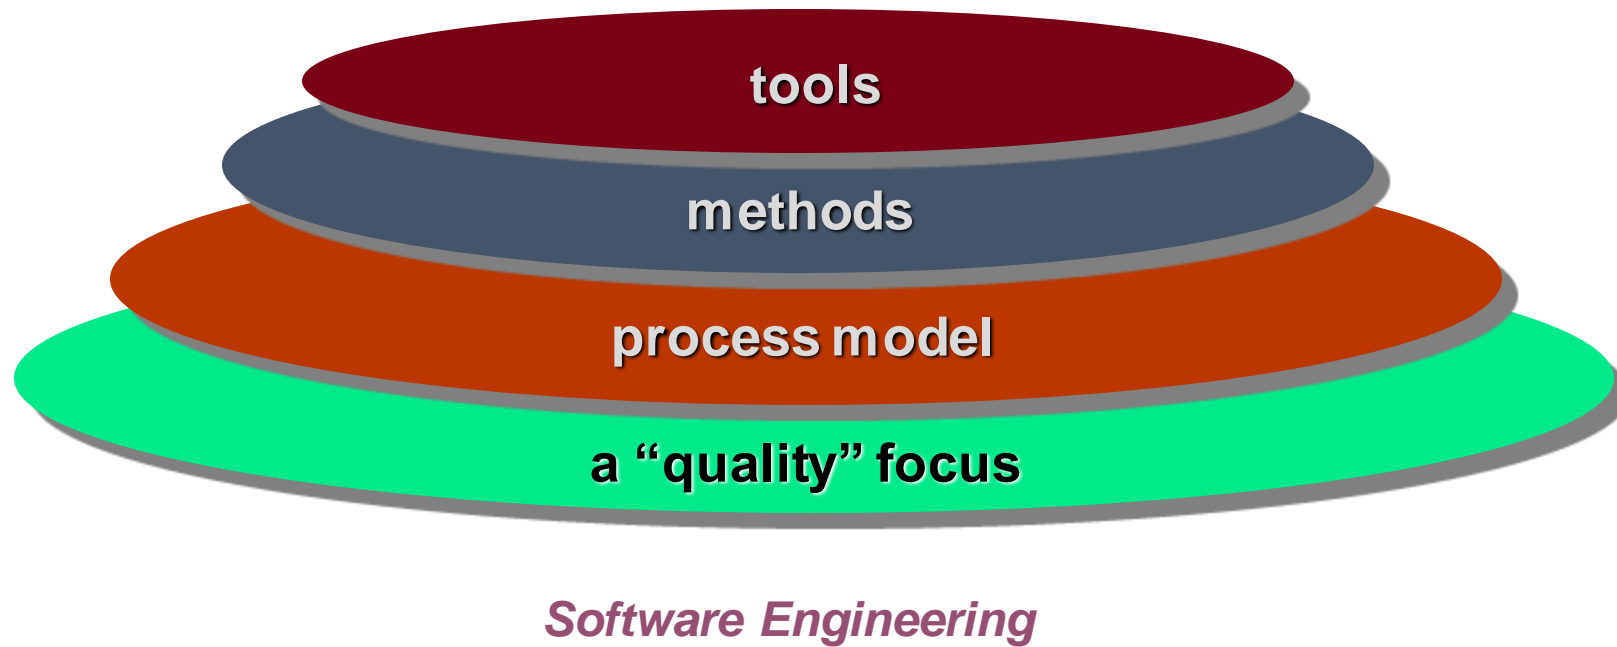 tools
methods
process model
a “quality” focus
Software Engineering